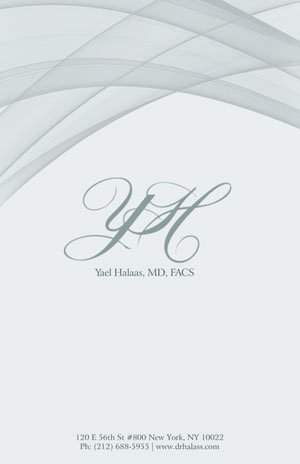 YH
Yael Halaas, MD, FACS
120 E 56th St #800 New York, NY 10022
Ph: (212) 688-5955 | www.drhalass.com